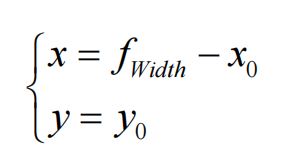 x = f_Width − x_0
y = y_0